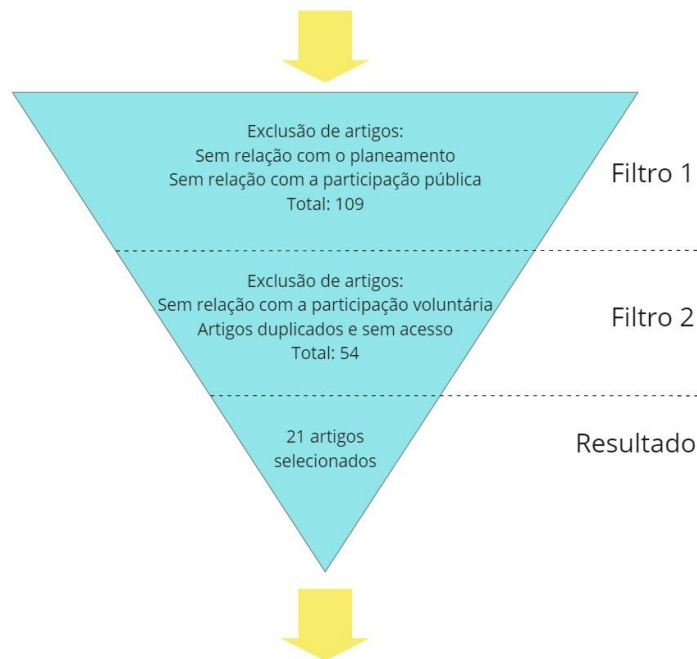 Exclusão de artigos:
Sem relação com o planeamento
Sem relação com a participação pública
Total: 109
Filtro 1
Exclusão de artigos:
Sem relação com a participação voluntária
Artigos duplicados e sem acesso
Total: 54
Filtro 2
21 artigos
selecionados
Resultado